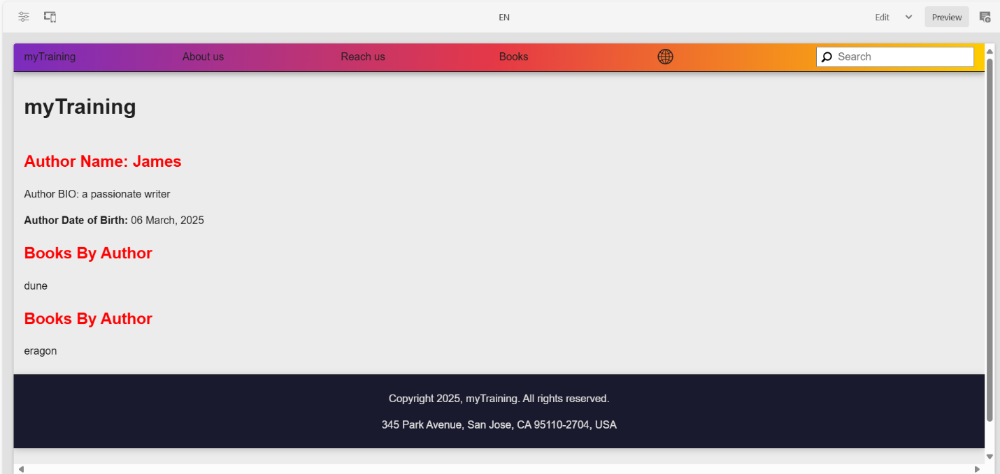 EN
Edit
Preview
myTraining
About us
Reach us
Books
Search
myTraining
Author Name: James
Author BIO: a passionate writer
Author Date of Birth: 06 March, 2025
Books By Author
dune
Books By Author
eragon
Copyright 2025, myTraining. All rights reserved.
345 Park Avenue, San Jose, CA 95110-2704, USA